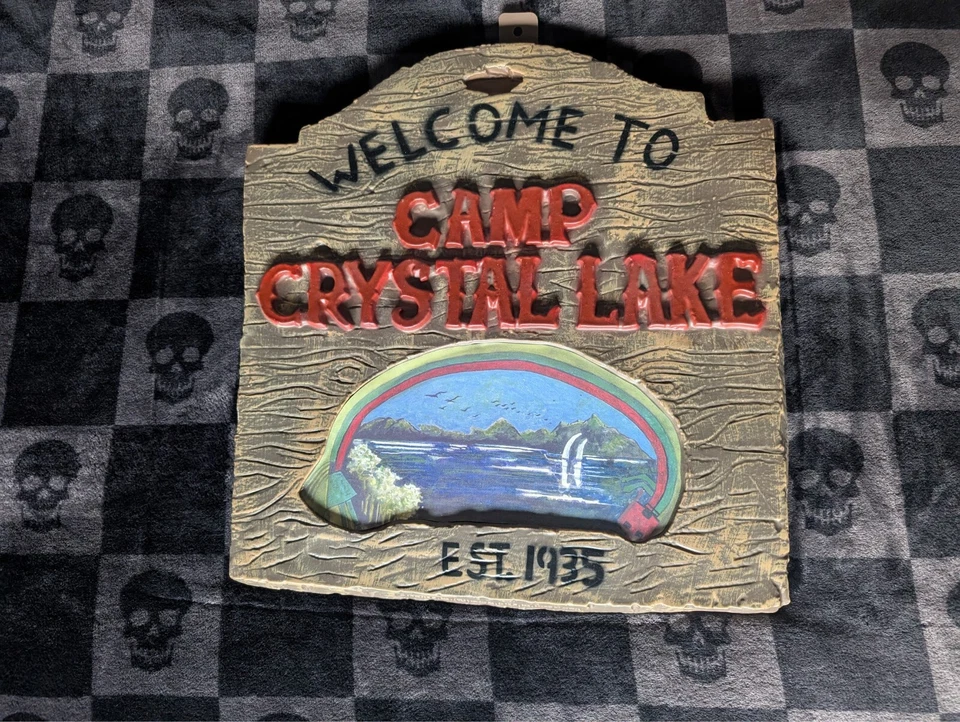 WELCOME TO
CAMP
CRYSTAL LAKE
EST. 1935